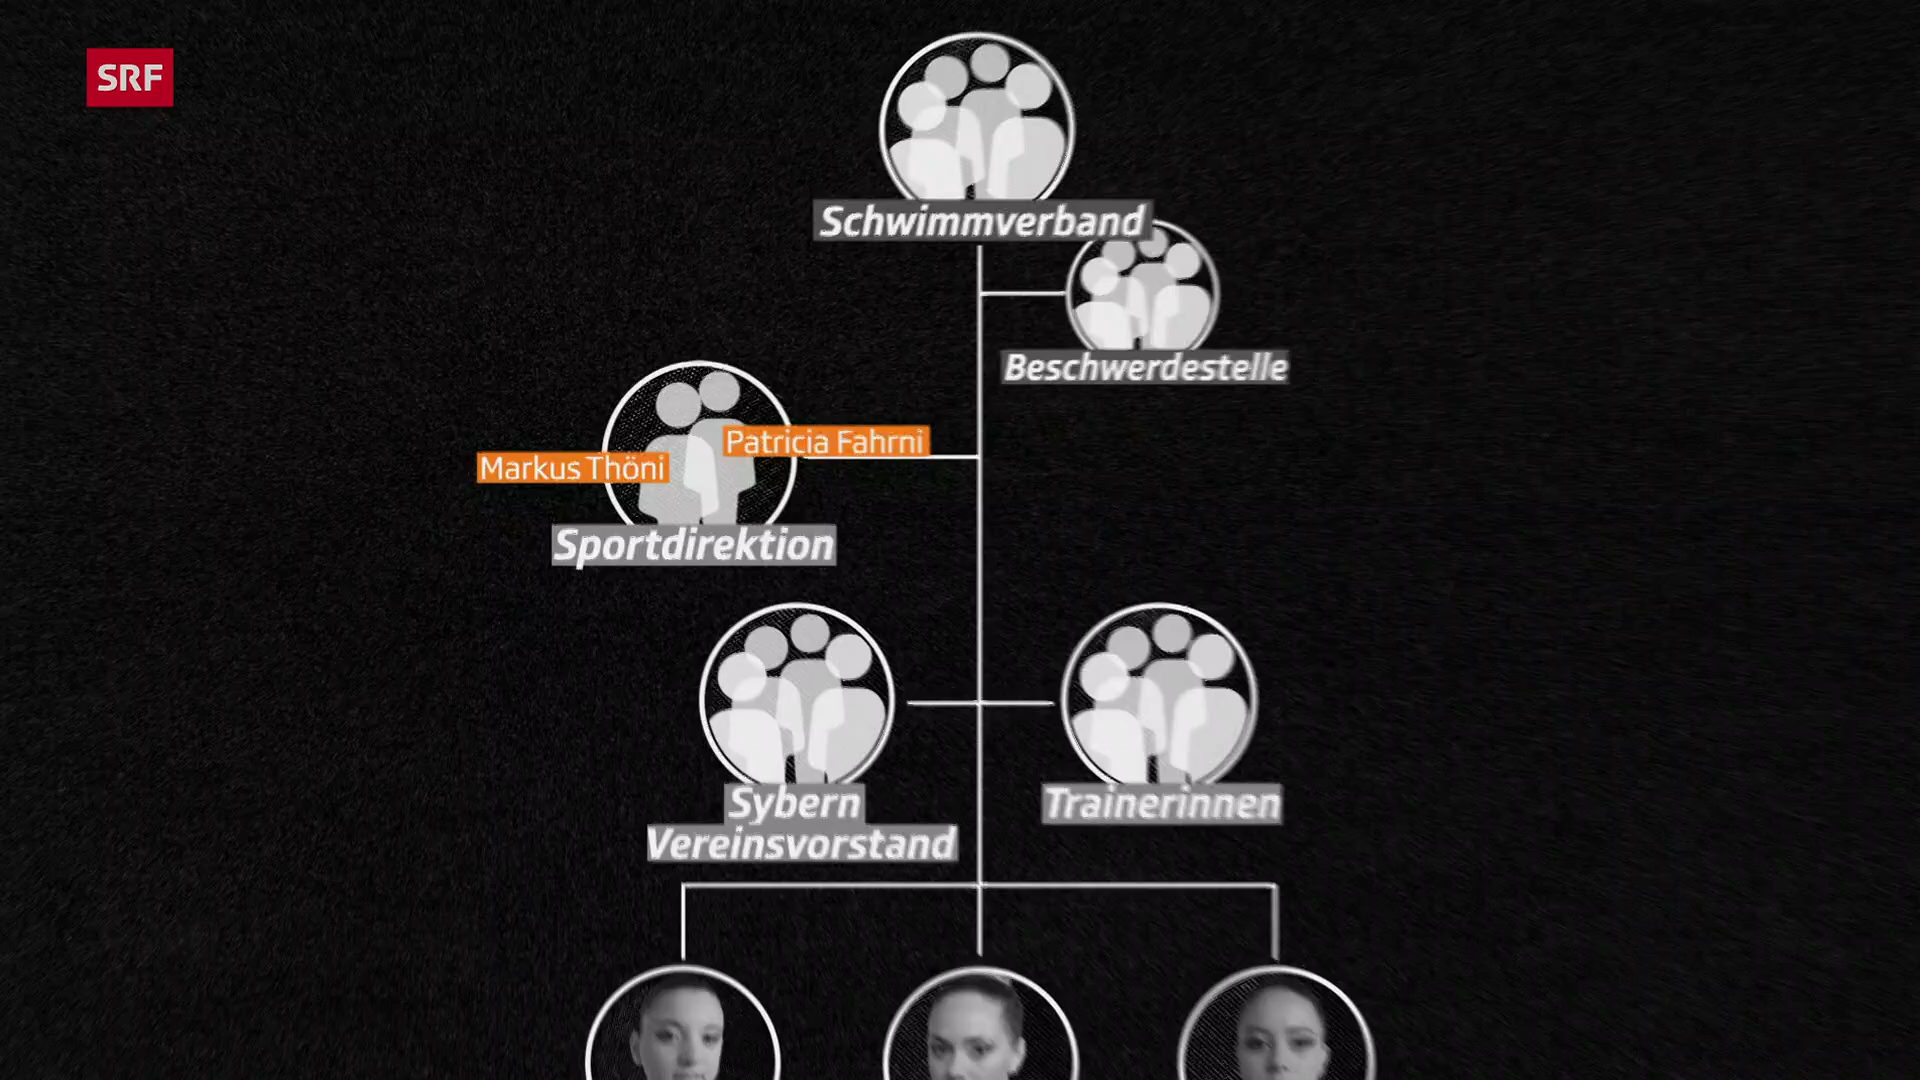 SRF
Schwimmverband
Beschwerdestelle
Patricia Fahrni
Markus Thöni
Sportdirektion
Sybern
Vereinsvorstand
Trainerinnen